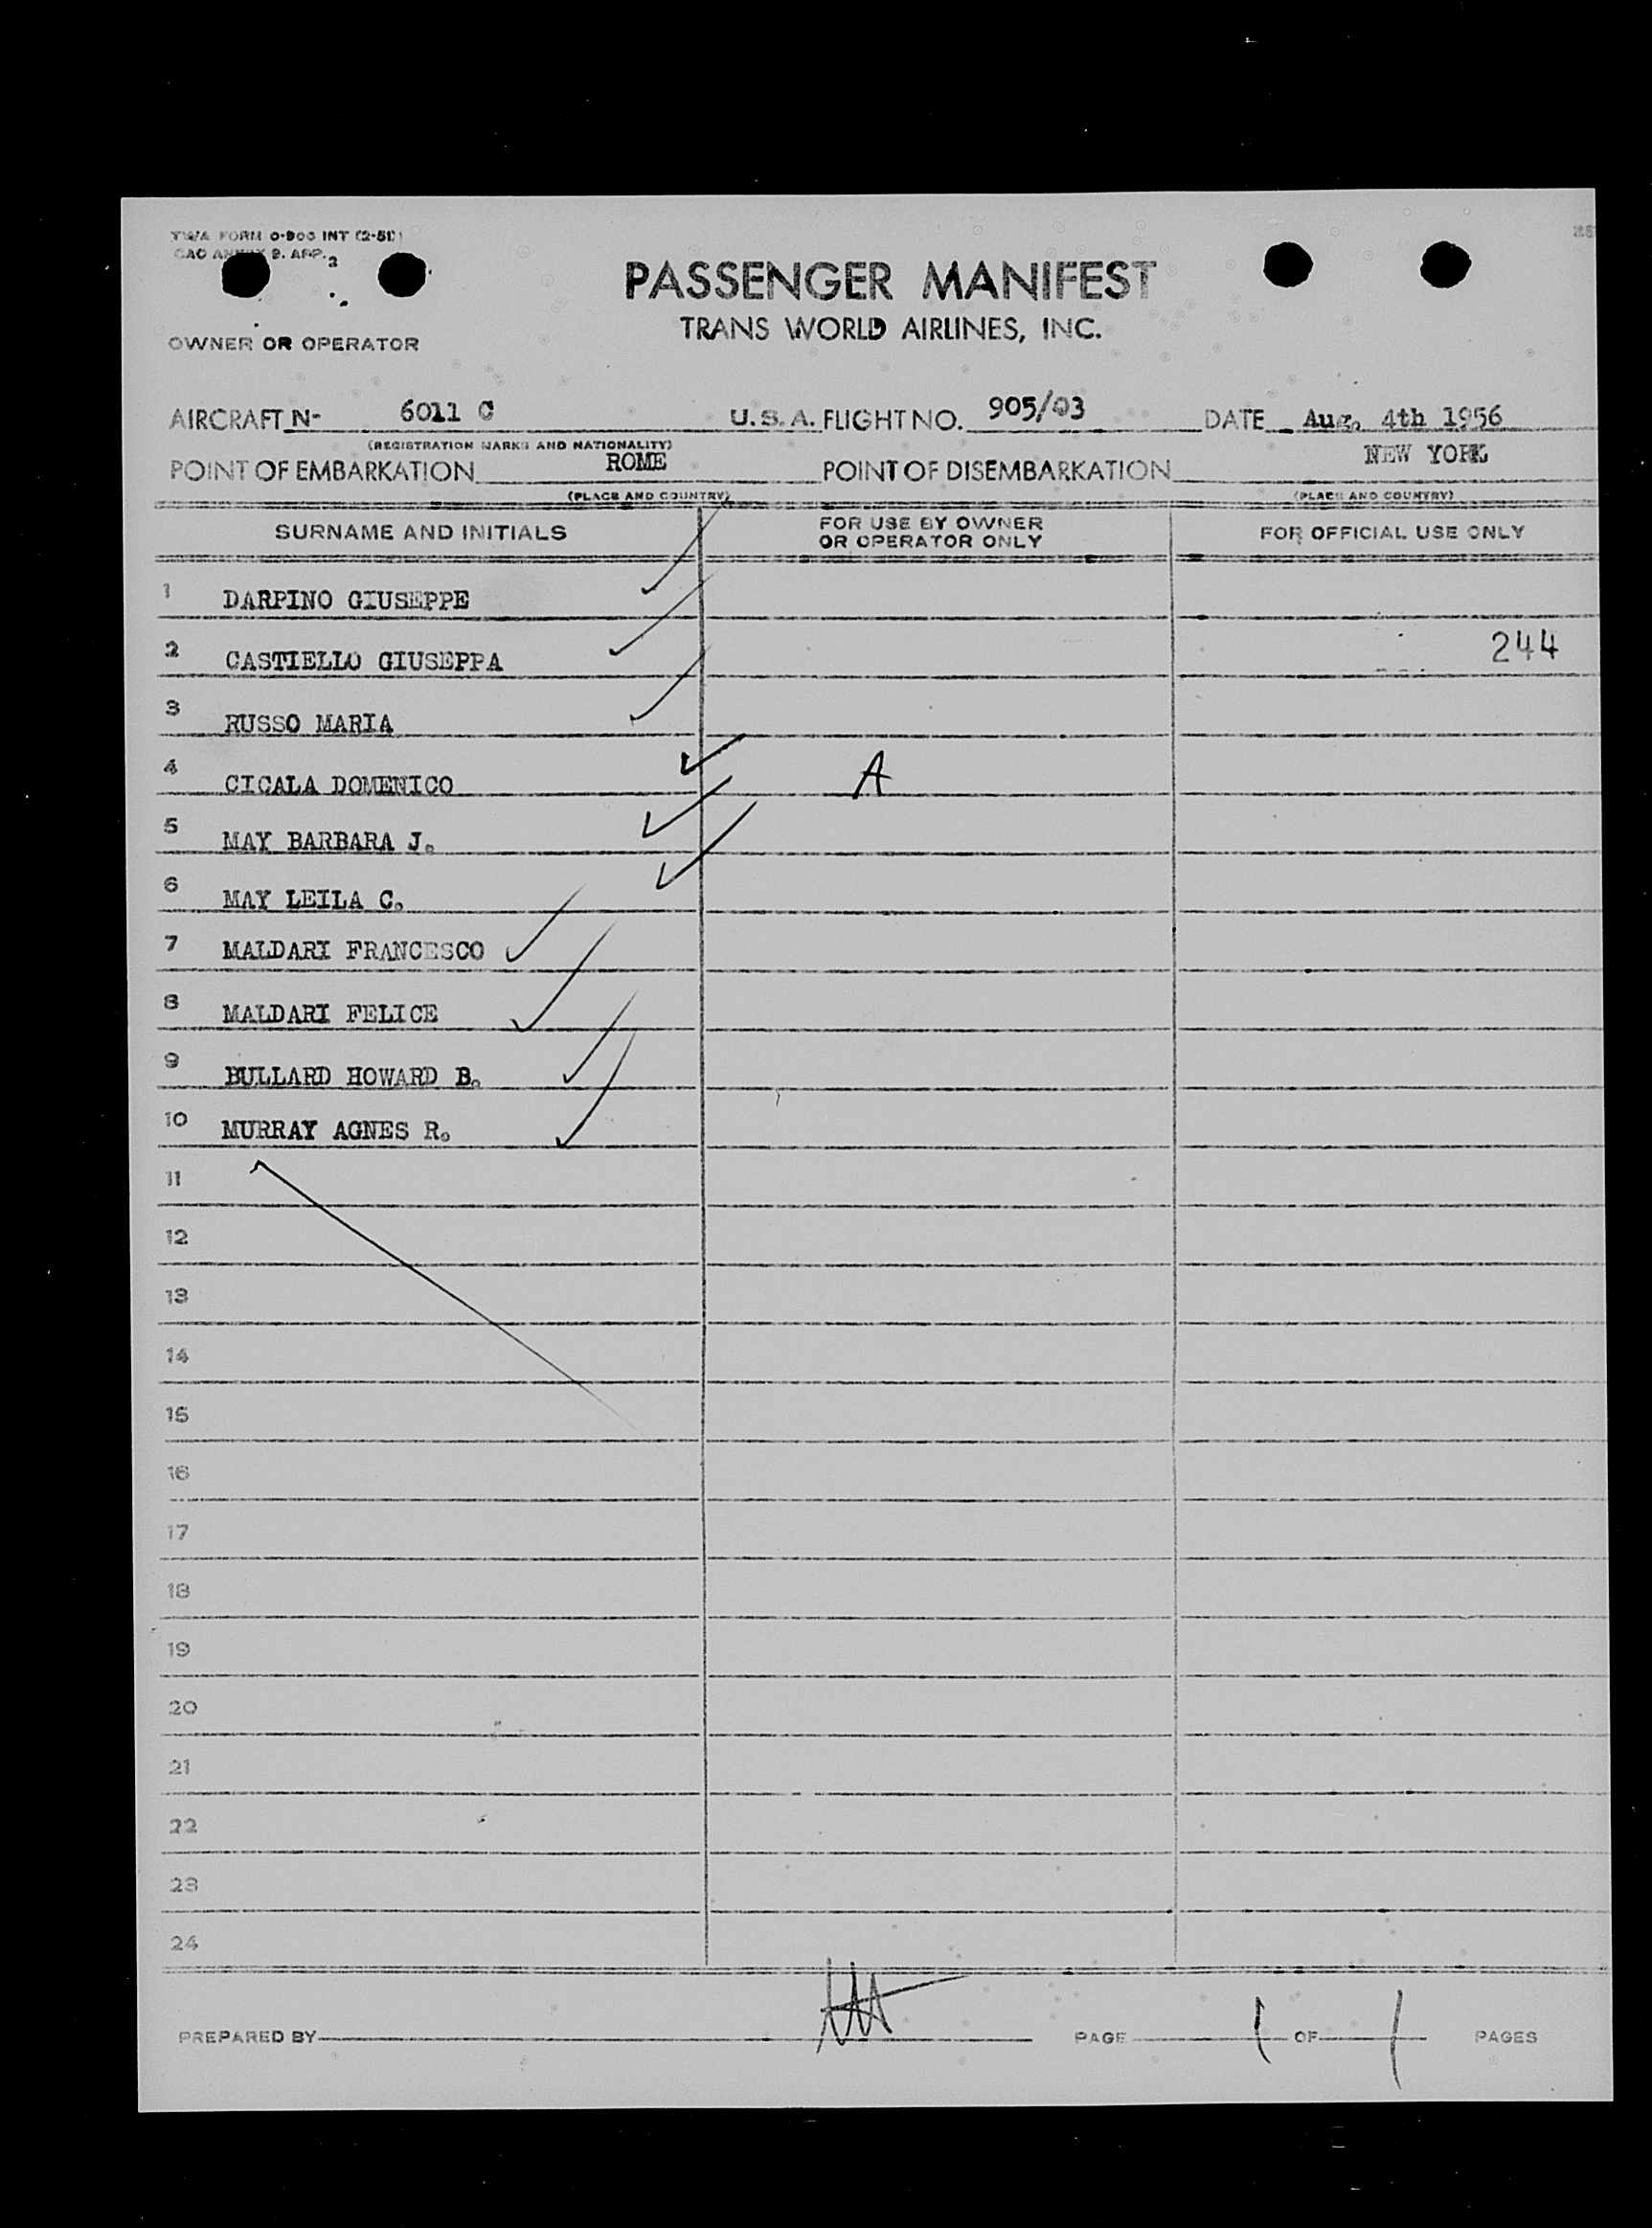 TWA FORM O-900 INT (2-51)
9. APP. 2
PASSENGER MANIFEST
TRANS WORLD AIRLINES, INC.
OWNER OR OPERATOR
AIRCRAFT N- 6011 C U.S.A. FLIGHT NO. 905/03 DATE Aug. 4th 1956
(REGISTRATION MARKS AND NATIONALITY)
POINT OF EMBARKATION ROME POINT OF DISEMBARKATION NEW YORK
(PLACE AND COUNTRY) (PLACE AND COUNTRY)
SURNAME AND INITIALS FOR USE BY OWNER OR OPERATOR ONLY FOR OFFICIAL USE ONLY
1 DARPINO GIUSEPPE
2 CASTIELLO GIUSEPPA 244
3 RUSSO MARIA
4 CICALA DOMENICO A
5 MAY BARBARA J.
6 MAY LEILA C.
7 MALDARI FRANCESCO
8 MALDARI FELICE
9 BULLARD HOWARD B.
10 MURRAY AGNES R.
11
12
13
14
15
16
17
18
19
20
21
22
23
24
PREPARED BY PAGE 1 OF 1 PAGES